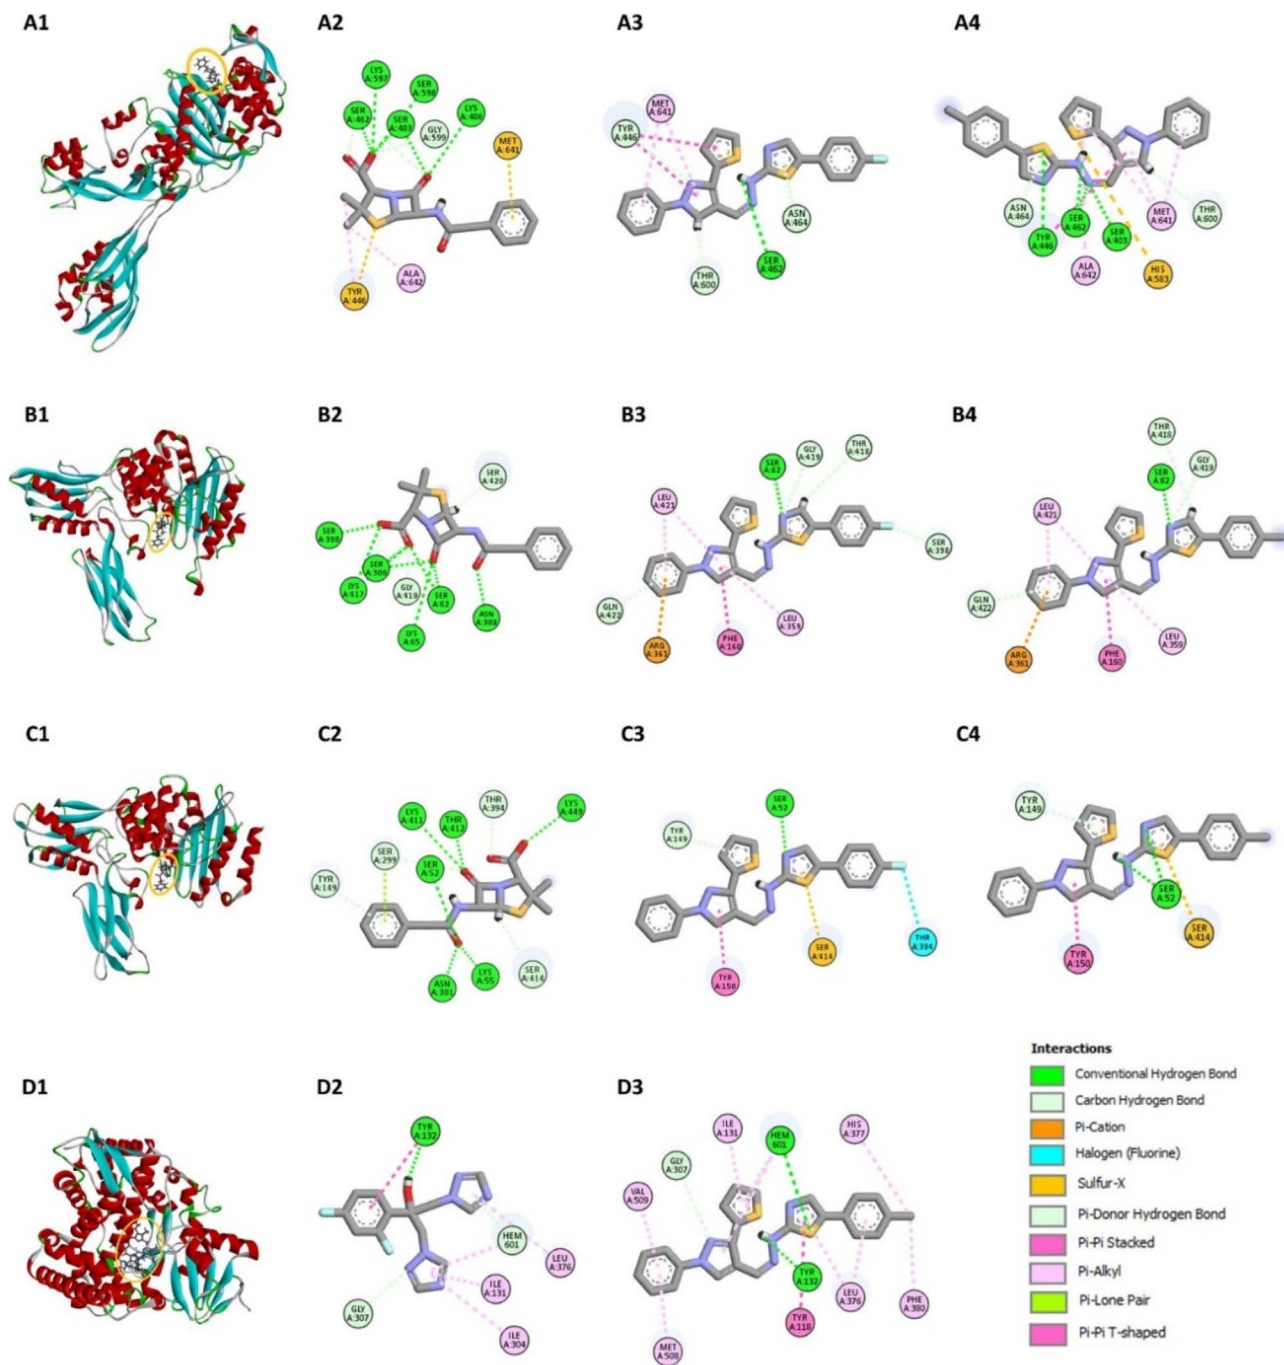 A1
A2
A3
A4
LYS
A:597
SER
A:598
SER
A:462
SER
A:403
GLY
A:599
LYS
A:406
MET
A:641
TYR
A:446
ALA
A:642
MET
A:641
TYR
A:446
ASN
A:464
THR
A:600
SER
A:462
ASN
A:464
TYR
A:446
SER
A:462
ALA
A:642
SER
A:403
HIS
A:583
MET
A:641
THR
A:600
B1
B2
B3
B4
SER
A:420
SER
A:398
SER
A:306
LYS
A:417
GLY
A:419
SER
A:62
LYS
A:65
ASN
A:308
SER
A:62
GLY
A:419
THR
A:418
LEU
A:421
SER
A:398
GLN
A:422
ARG
A:361
PHE
A:160
LEU
A:359
THR
A:418
SER
A:62
GLY
A:419
LEU
A:421
GLN
A:422
ARG
A:361
PHE
A:160
LEU
A:359
C1
C2
C3
C4
LYS
A:411
THR
A:412
THR
A:394
LYS
A:449
SER
A:299
SER
A:52
TYR
A:149
ASN
A:301
LYS
A:55
SER
A:414
SER
A:52
TYR
A:149
TYR
A:150
SER
A:414
THR
A:394
TYR
A:149
SER
A:52
TYR
A:150
SER
A:414
D1
D2
D3
TYR
A:132
HEM
601
LEU
A:376
ILE
A:131
GLY
A:307
ILE
A:304
ILE
A:131
HEM
601
HIS
A:377
GLY
A:307
VAL
A:509
TYR
A:132
TYR
A:118
LEU
A:376
PHE
A:380
MET
A:508
Interactions
Conventional Hydrogen Bond
Carbon Hydrogen Bond
Pi-Cation
Halogen (Fluorine)
Sulfur-X
Pi-Donor Hydrogen Bond
Pi-Pi Stacked
Pi-Alkyl
Pi-Lone Pair
Pi-Pi T-shaped